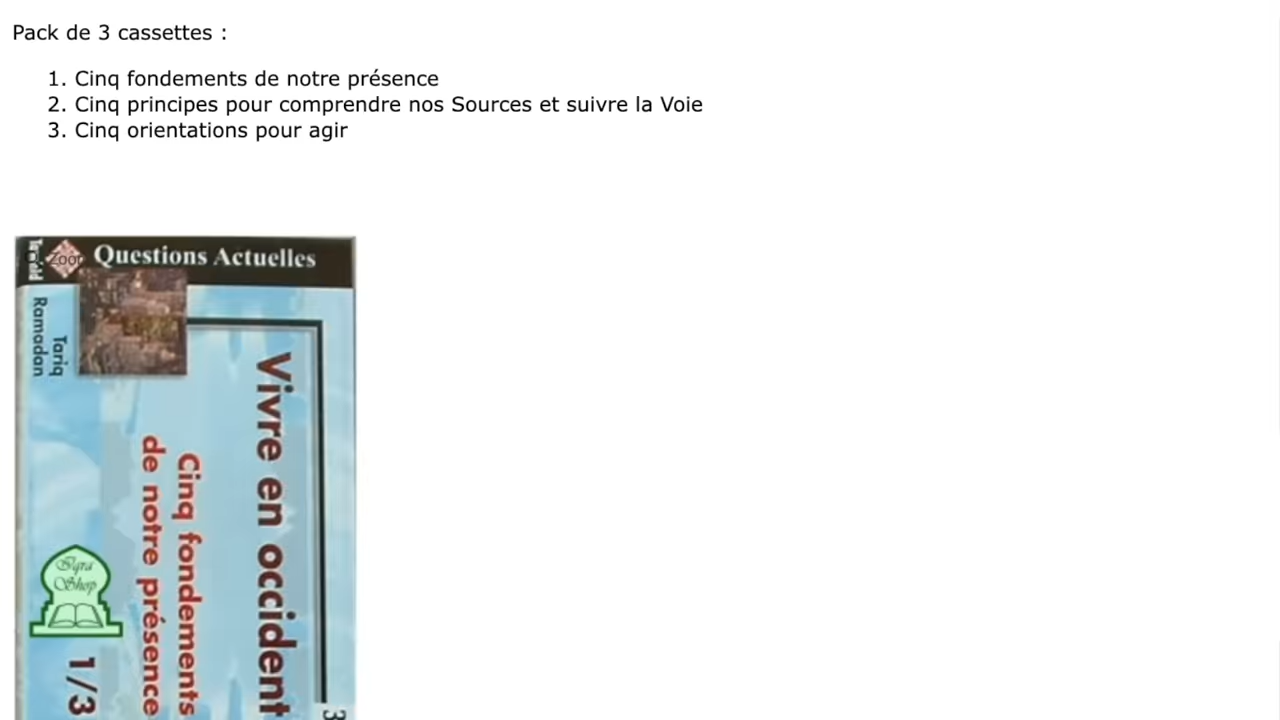 Pack de 3 cassettes :
1. Cinq fondements de notre présence
2. Cinq principes pour comprendre nos Sources et suivre la Voie
3. Cinq orientations pour agir
Questions Actuelles
Zoom
Tariq
Ramadan
Vivre en occident
Cinq fondements
de notre présence
Iqra
Shop
1/3
3